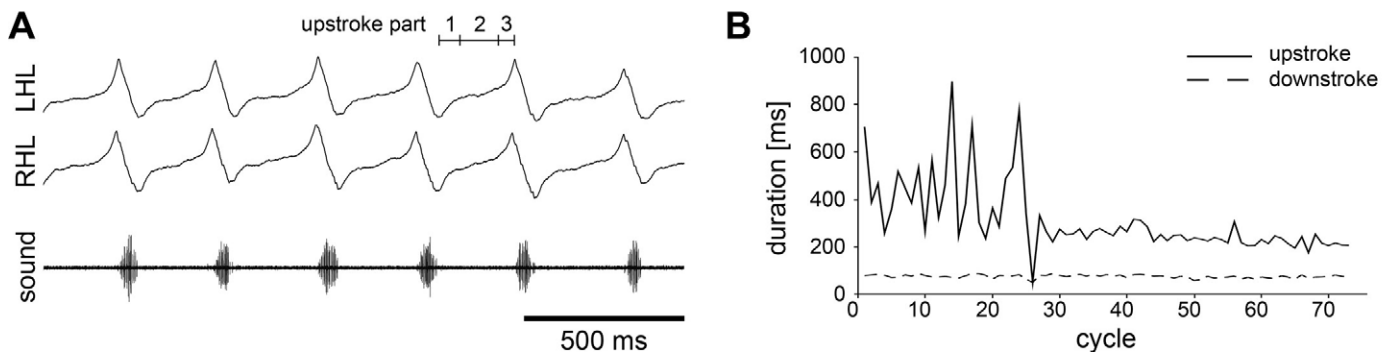 A
upstroke part 1 2 3
LHL
RHL
sound
500 ms
B
1000
800
600
400
200
0
duration [ms]
upstroke
downstroke
0 10 20 30 40 50 60 70
cycle